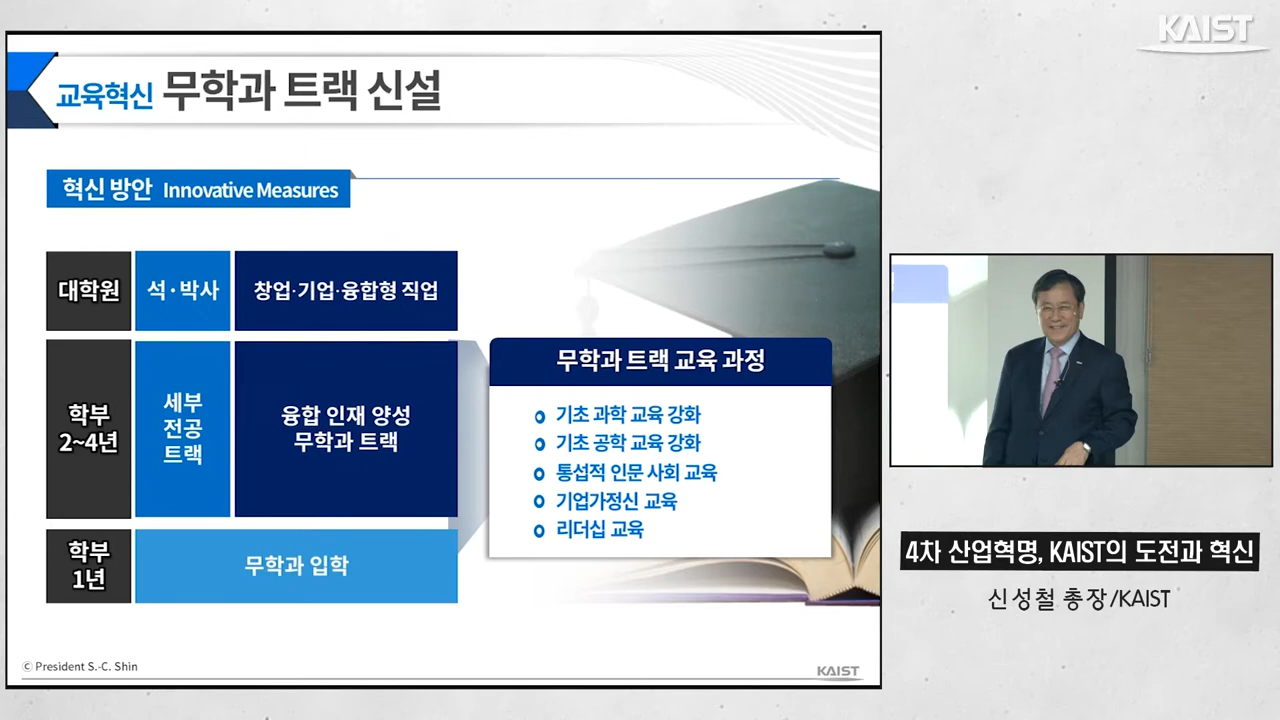 KAIST
교육혁신 무학과 트랙 신설
혁신 방안 Innovative Measures
대학원
석·박사
창업·기업·융합형 직업
학부
2~4년
세부
전공
트랙
융합 인재 양성
무학과 트랙
학부
1년
무학과 입학
무학과 트랙 교육 과정
기초 과학 교육 강화
기초 공학 교육 강화
통섭적 인문 사회 교육
기업가정신 교육
리더십 교육
4차 산업혁명, KAIST의 도전과 혁신
신성철 총장/KAIST
ⓒ President S.-C. Shin
KAIST